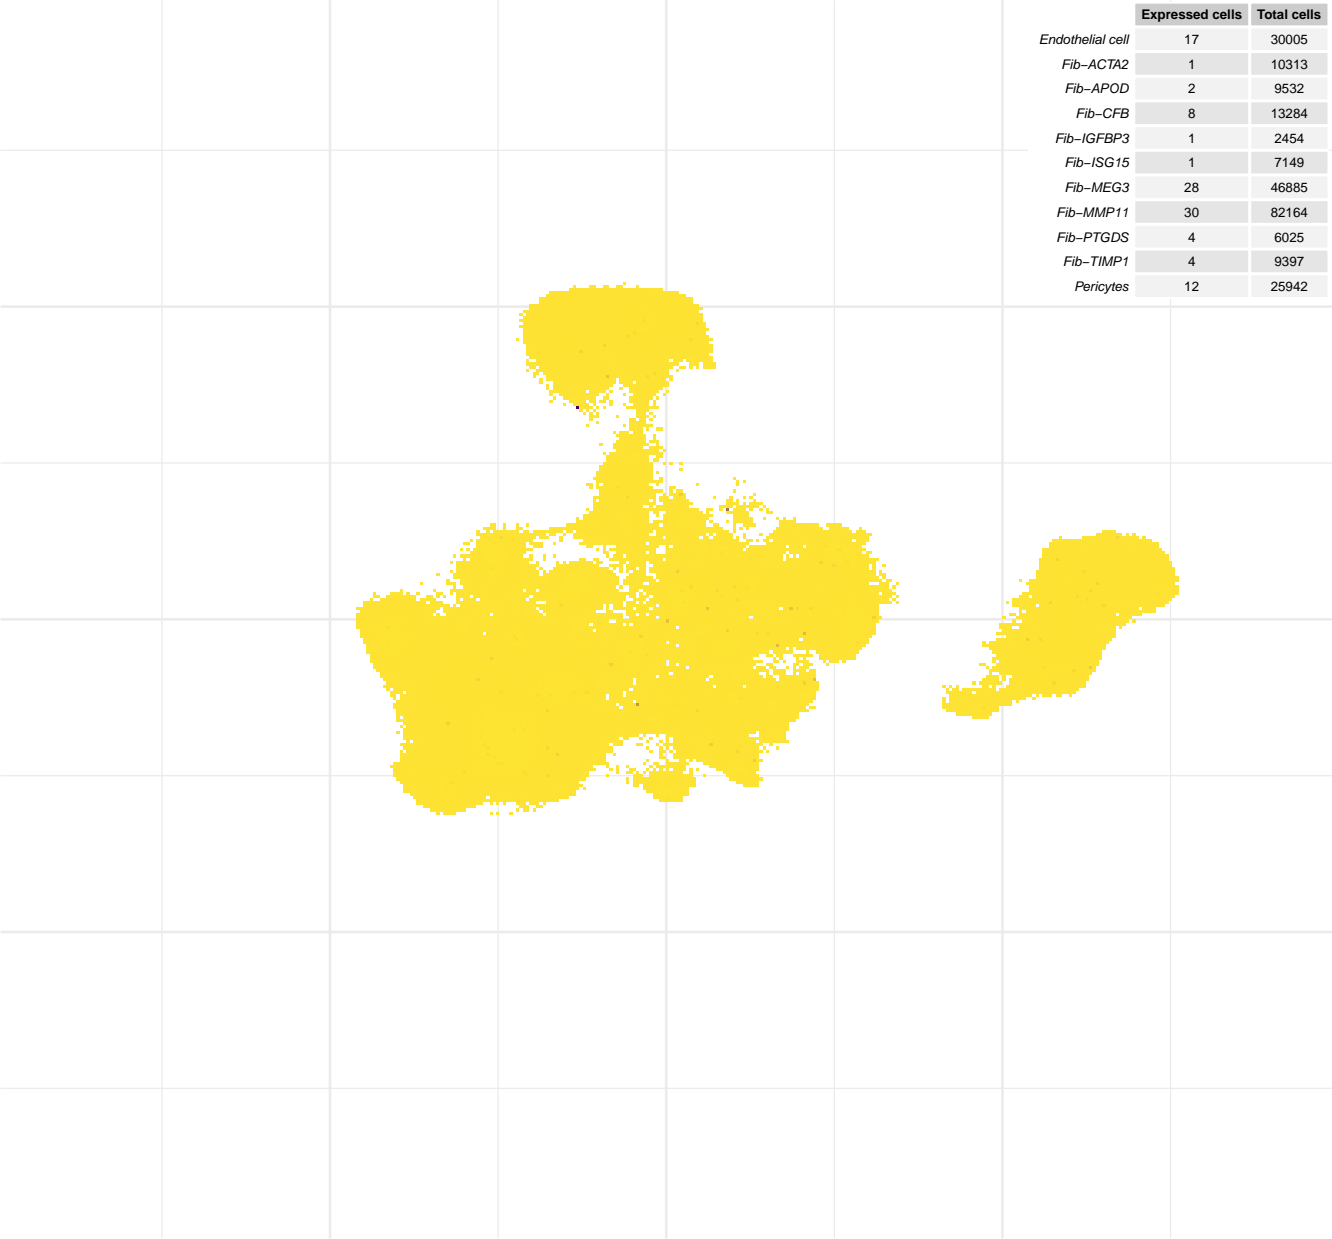 Expressed cells Total cells
Endothelial cell 17 30005
Fib−ACTA2 1 10313
Fib−APOD 2 9532
Fib−CFB 8 13284
Fib−IGFBP3 1 2454
Fib−ISG15 1 7149
Fib−MEG3 28 46885
Fib−MMP11 30 82164
Fib−PTGDS 4 6025
Fib−TIMP1 4 9397
Pericytes 12 25942